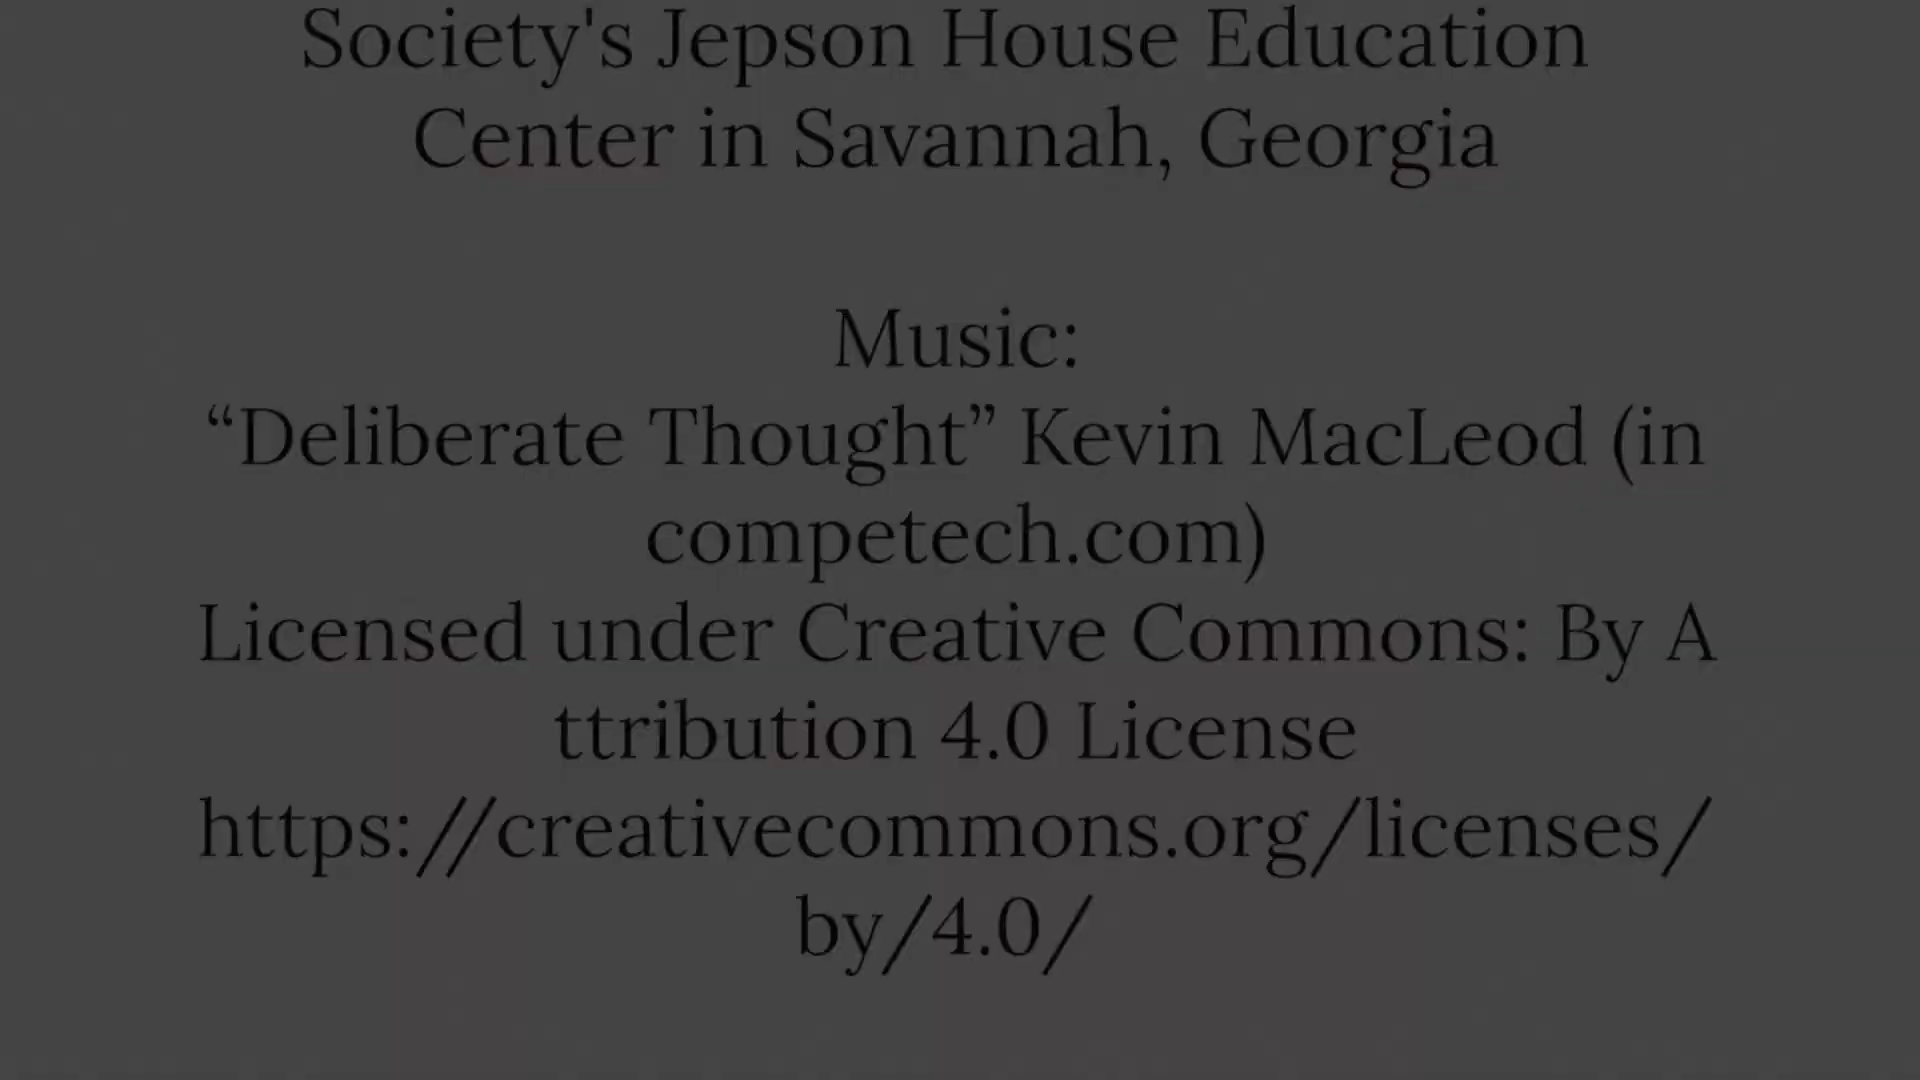 Society's Jepson House Education
Center in Savannah, Georgia
Music:
“Deliberate Thought” Kevin MacLeod (in
competech.com)
Licensed under Creative Commons: By A
ttribution 4.0 License
https://creativecommons.org/licenses/
by/4.0/